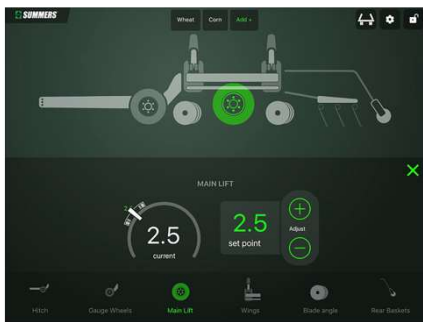 SUMMERS
Wheat Corn Add +
MAIN LIFT
2
2.5
current
2.5
set point
Adjust
Hitch Gauge Wheels Main Lift Wings Blade angle Rear Baskets